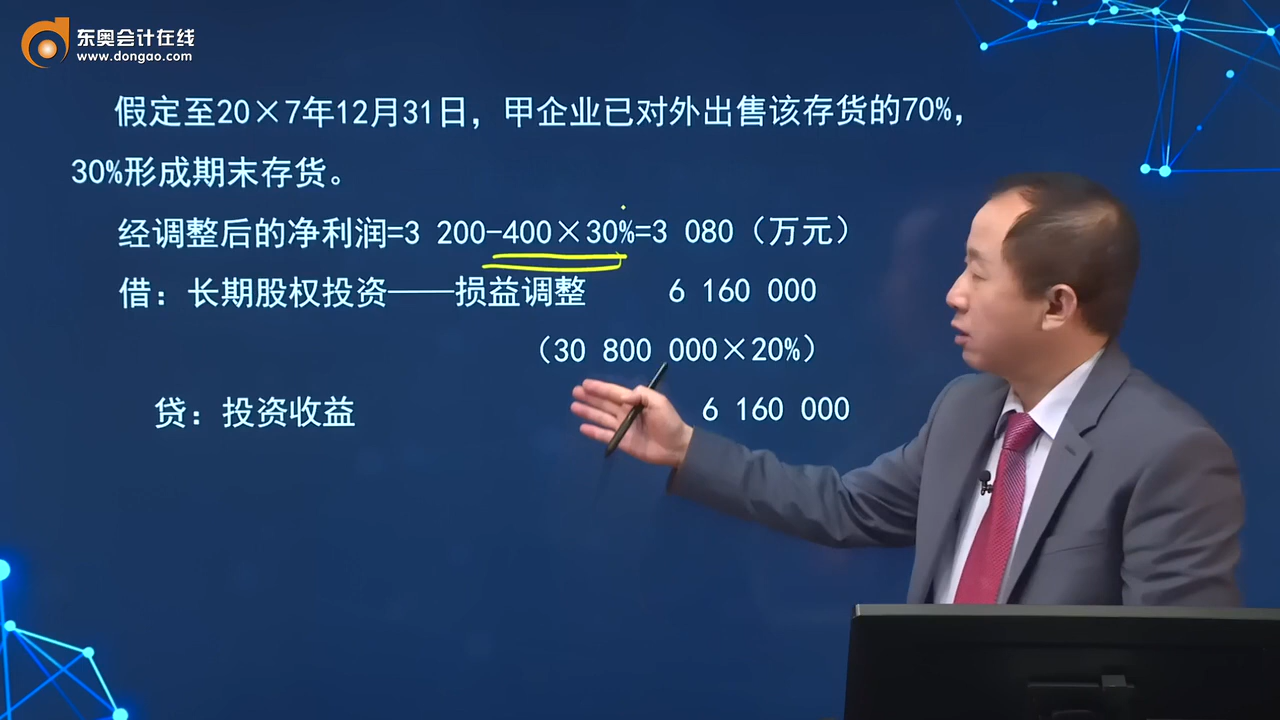 东奥会计在线
www.dongao.com
假定至20×7年12月31日，甲企业已对外出售该存货的70%，
30%形成期末存货。
经调整后的净利润=3 200-400×30%=3 080（万元）
借：长期股权投资——损益调整 6 160 000
（30 800 000×20%）
贷：投资收益 6 160 000